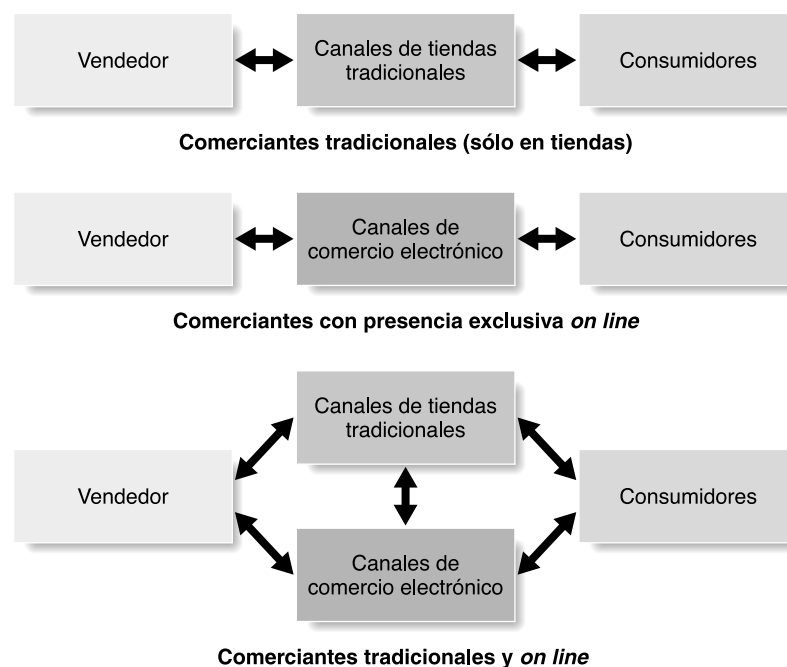 Vendedor
Canales de tiendas
tradicionales
Consumidores
Comerciantes tradicionales (sólo en tiendas)
Vendedor
Canales de
comercio electrónico
Consumidores
Comerciantes con presencia exclusiva on line
Canales de tiendas
tradicionales
Vendedor
Consumidores
Canales de
comercio electrónico
Comerciantes tradicionales y on line